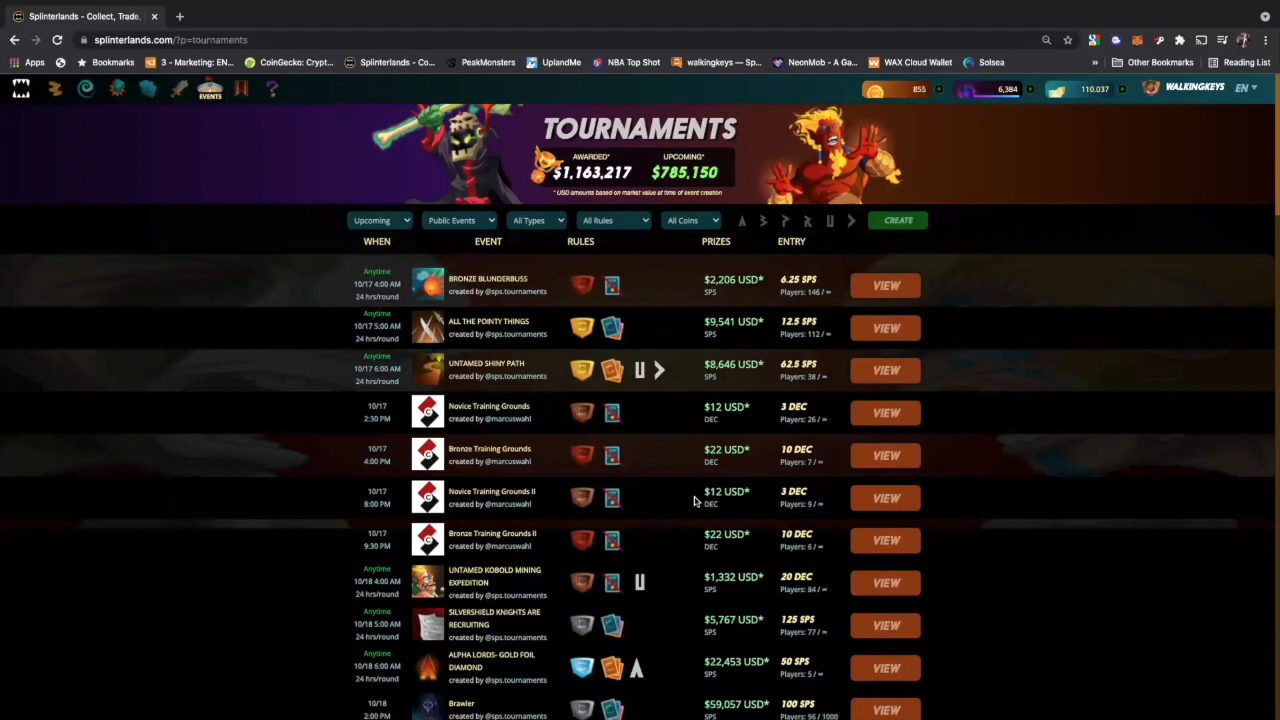 Splinterlands - Collect, Trade,
splinterlands.com/?p=tournaments
Apps
Bookmarks
3 - Marketing: EN...
CoinGecko: Crypt...
Splinterlands - Co...
PeakMonsters
UplandMe
NBA Top Shot
walkingkeys — Sp...
NeonMob - A Ga...
WAX Cloud Wallet
Solsea
»
Other Bookmarks
Reading List
EVENTS
855
6,384
110.037
WALKINGKEYS
EN
TOURNAMENTS
AWARDED*
UPCOMING*
$1,163,217
$785,150
* USD amounts based on market value at time of event creation
Upcoming
Public Events
All Types
All Rules
All Coins
CREATE
WHEN
EVENT
RULES
PRIZES
ENTRY
Anytime
10/17 4:00 AM
24 hrs/round
BRONZE BLUNDERBUSS
created by @sps.tournaments
$2,206 USD*
SPS
6.25 SPS
Players: 146 / ∞
VIEW
Anytime
10/17 5:00 AM
24 hrs/round
ALL THE POINTY THINGS
created by @sps.tournaments
$9,541 USD*
SPS
12.5 SPS
Players: 112 / ∞
VIEW
Anytime
10/17 6:00 AM
24 hrs/round
UNTAMED SHINY PATH
created by @sps.tournaments
$8,646 USD*
SPS
62.5 SPS
Players: 38 / ∞
VIEW
10/17
2:30 PM
Novice Training Grounds
created by @marcuswahl
$12 USD*
DEC
3 DEC
Players: 26 / ∞
VIEW
10/17
4:00 PM
Bronze Training Grounds
created by @marcuswahl
$22 USD*
DEC
10 DEC
Players: 7 / ∞
VIEW
10/17
8:00 PM
Novice Training Grounds II
created by @marcuswahl
$12 USD*
DEC
3 DEC
Players: 9 / ∞
VIEW
10/17
9:30 PM
Bronze Training Grounds II
created by @marcuswahl
$22 USD*
DEC
10 DEC
Players: 6 / ∞
VIEW
Anytime
10/18 4:00 AM
24 hrs/round
UNTAMED KOBOLD MINING
EXPEDITION
created by @sps.tournaments
$1,332 USD*
SPS
20 DEC
Players: 84 / ∞
VIEW
Anytime
10/18 5:00 AM
24 hrs/round
SILVERSHIELD KNIGHTS ARE
RECRUITING
created by @sps.tournaments
$5,767 USD*
SPS
125 SPS
Players: 77 / ∞
VIEW
Anytime
10/18 6:00 AM
24 hrs/round
ALPHA LORDS- GOLD FOIL
DIAMOND
created by @sps.tournaments
$22,453 USD*
SPS
50 SPS
Players: 5 / ∞
VIEW
10/18
2:00 PM
Brawler
created by @sps.tournaments
$59,057 USD*
SPS
100 SPS
Players: 96 / 1000
VIEW